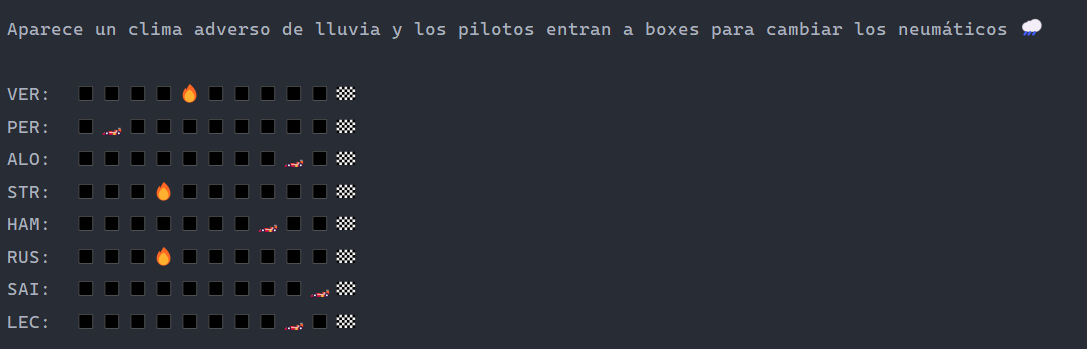 Aparece un clima adverso de lluvia y los pilotos entran a boxes para cambiar los neumáticos 🌧️
VER: ⬛⬛⬛⬛🔥⬛⬛⬛⬛⬛🏁
PER: ⬛🏎️⬛⬛⬛⬛⬛⬛⬛⬛🏁
ALO: ⬛⬛⬛⬛⬛⬛⬛⬛🏎️⬛🏁
STR: ⬛⬛⬛🔥⬛⬛⬛⬛⬛⬛🏁
HAM: ⬛⬛⬛⬛⬛⬛⬛🏎️⬛⬛🏁
RUS: ⬛⬛⬛🔥⬛⬛⬛⬛⬛⬛🏁
SAI: ⬛⬛⬛⬛⬛⬛⬛⬛⬛🏎️🏁
LEC: ⬛⬛⬛⬛⬛⬛⬛⬛🏎️⬛🏁